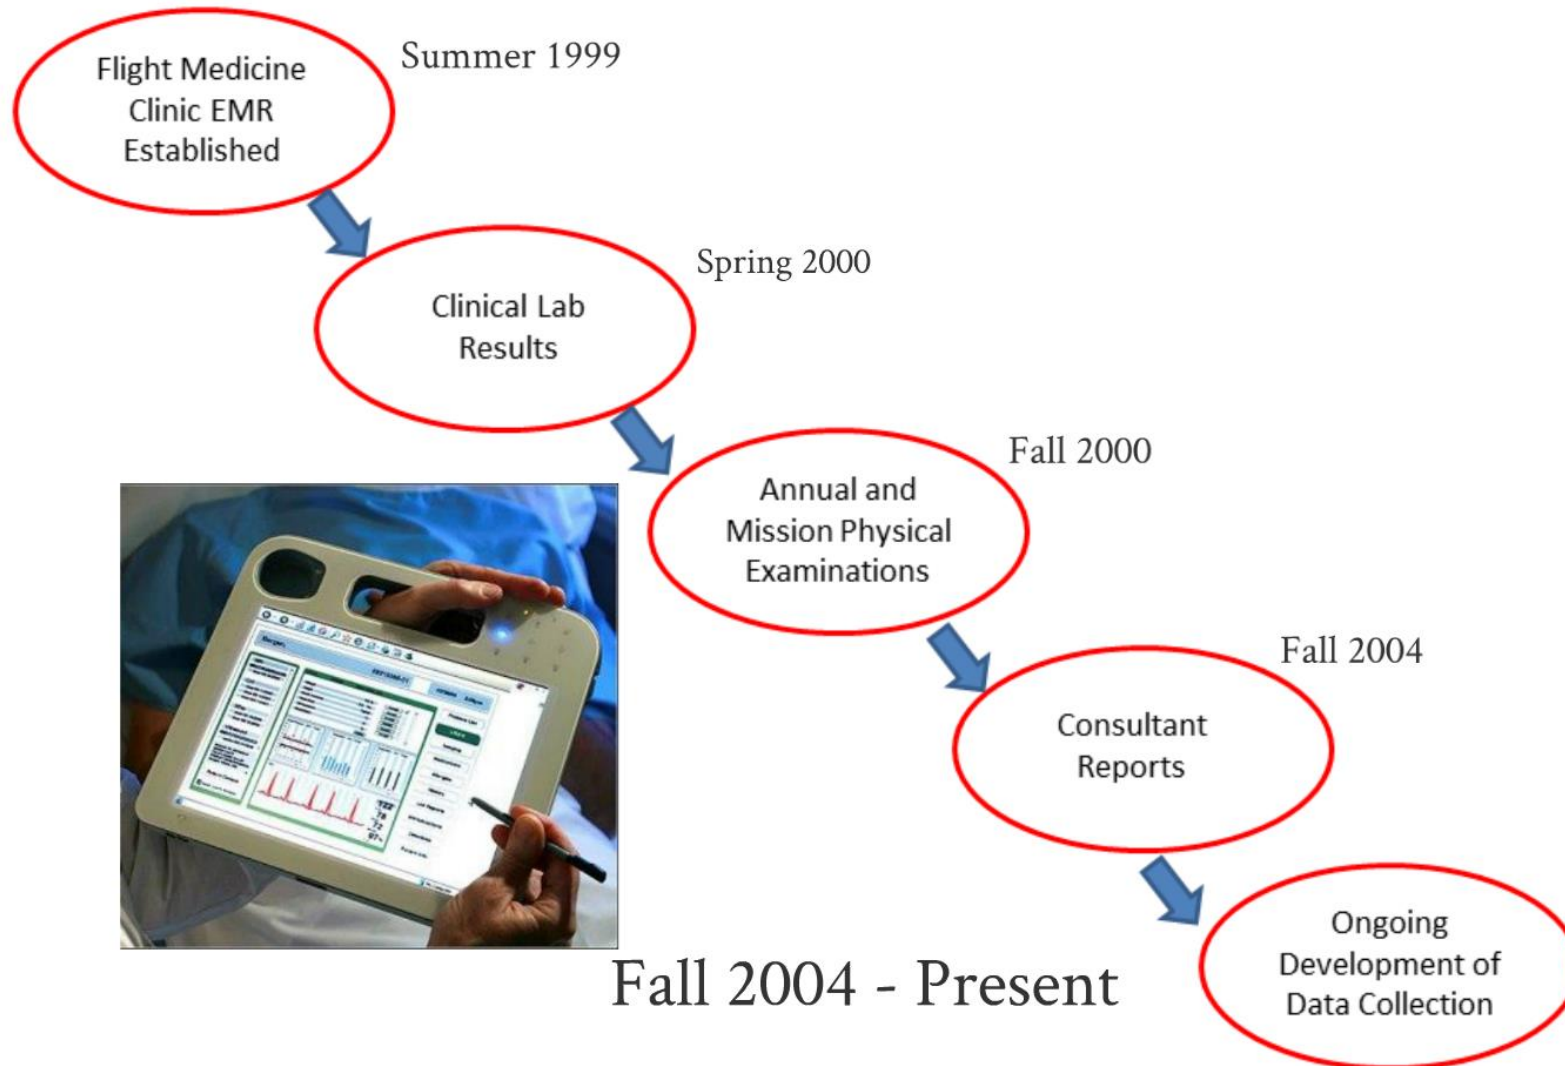 Flight Medicine
Clinic EMR
Established
Summer 1999
Clinical Lab
Results
Spring 2000
Annual and
Mission Physical
Examinations
Fall 2000
Consultant
Reports
Fall 2004
Ongoing
Development of
Data Collection
Fall 2004 - Present